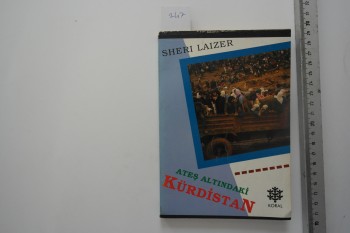 SHERI LAIZER
ATEŞ ALTINDAKİ
KÜRDİSTAN
KORAL